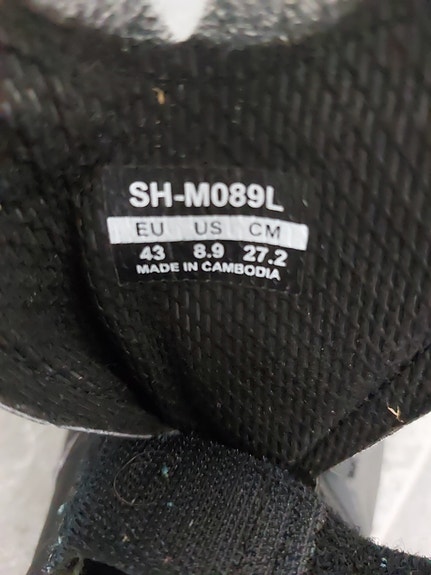 SH-M089L
EU US CM
43 8.9 27.2
MADE IN CAMBODIA